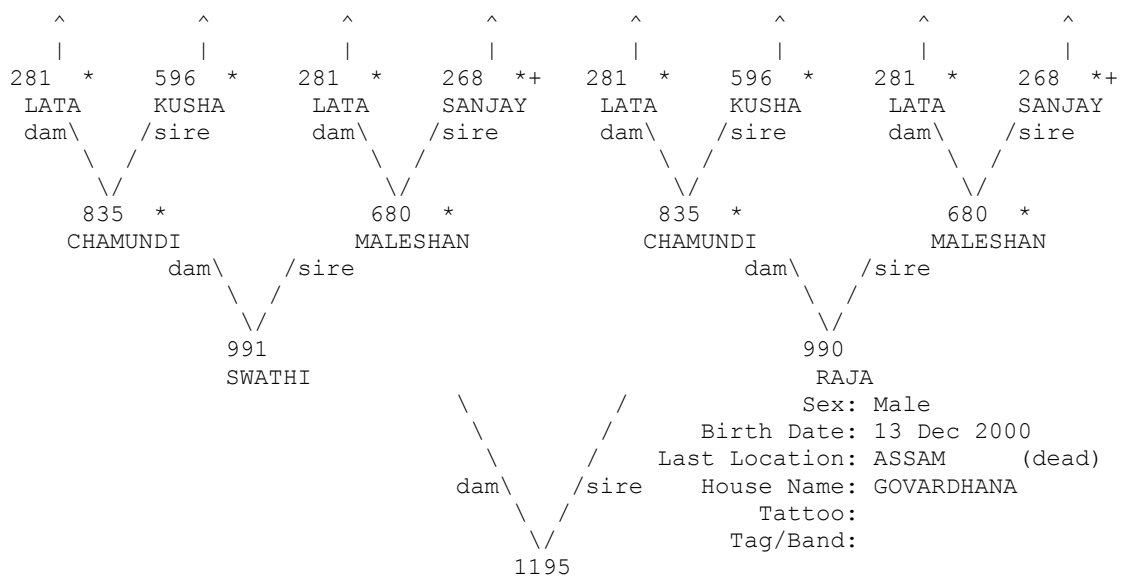 ^ ^ ^ ^ ^ ^ ^ ^
| | | | | | | |
281 * 596 * 281 * 268 *+ 281 * 596 * 281 * 268 *+
LATA KUSHA LATA SANJAY LATA KUSHA LATA SANJAY
dam\ /sire dam\ /sire dam\ /sire dam\ /sire
\ / \ / \ / \ /
\/ \/ \/ \/
835 * 680 * 835 * 680 *
CHAMUNDI MALESHAN CHAMUNDI MALESHAN
dam\ /sire dam\ /sire
\ / \ /
\/ \/
991 990
SWATHI RAJA
\ / Sex: Male
\ / Birth Date: 13 Dec 2000
\ / Last Location: ASSAM (dead)
dam\ /sire House Name: GOVARDHANA
\ / Tattoo:
\/ Tag/Band:
1195